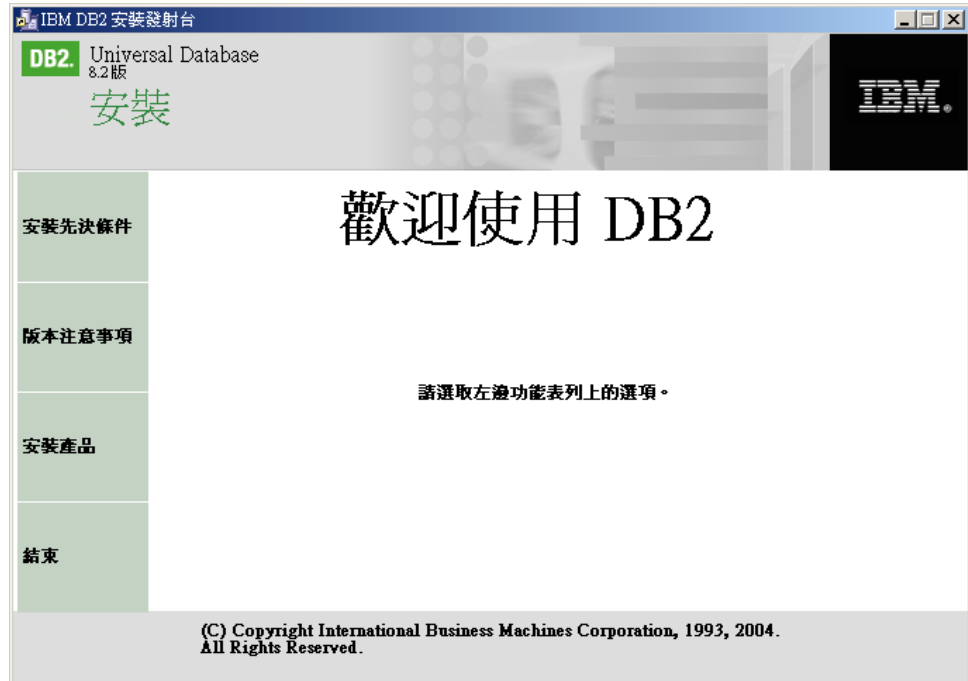 IBM DB2 安裝發射台
DB2.
Universal Database
8.2版
安裝
IBM.
安裝先決條件
歡迎使用 DB2
版本注意事項
請選取左邊功能表列上的選項。
安裝產品
結束
(C) Copyright International Business Machines Corporation, 1993, 2004.
All Rights Reserved.